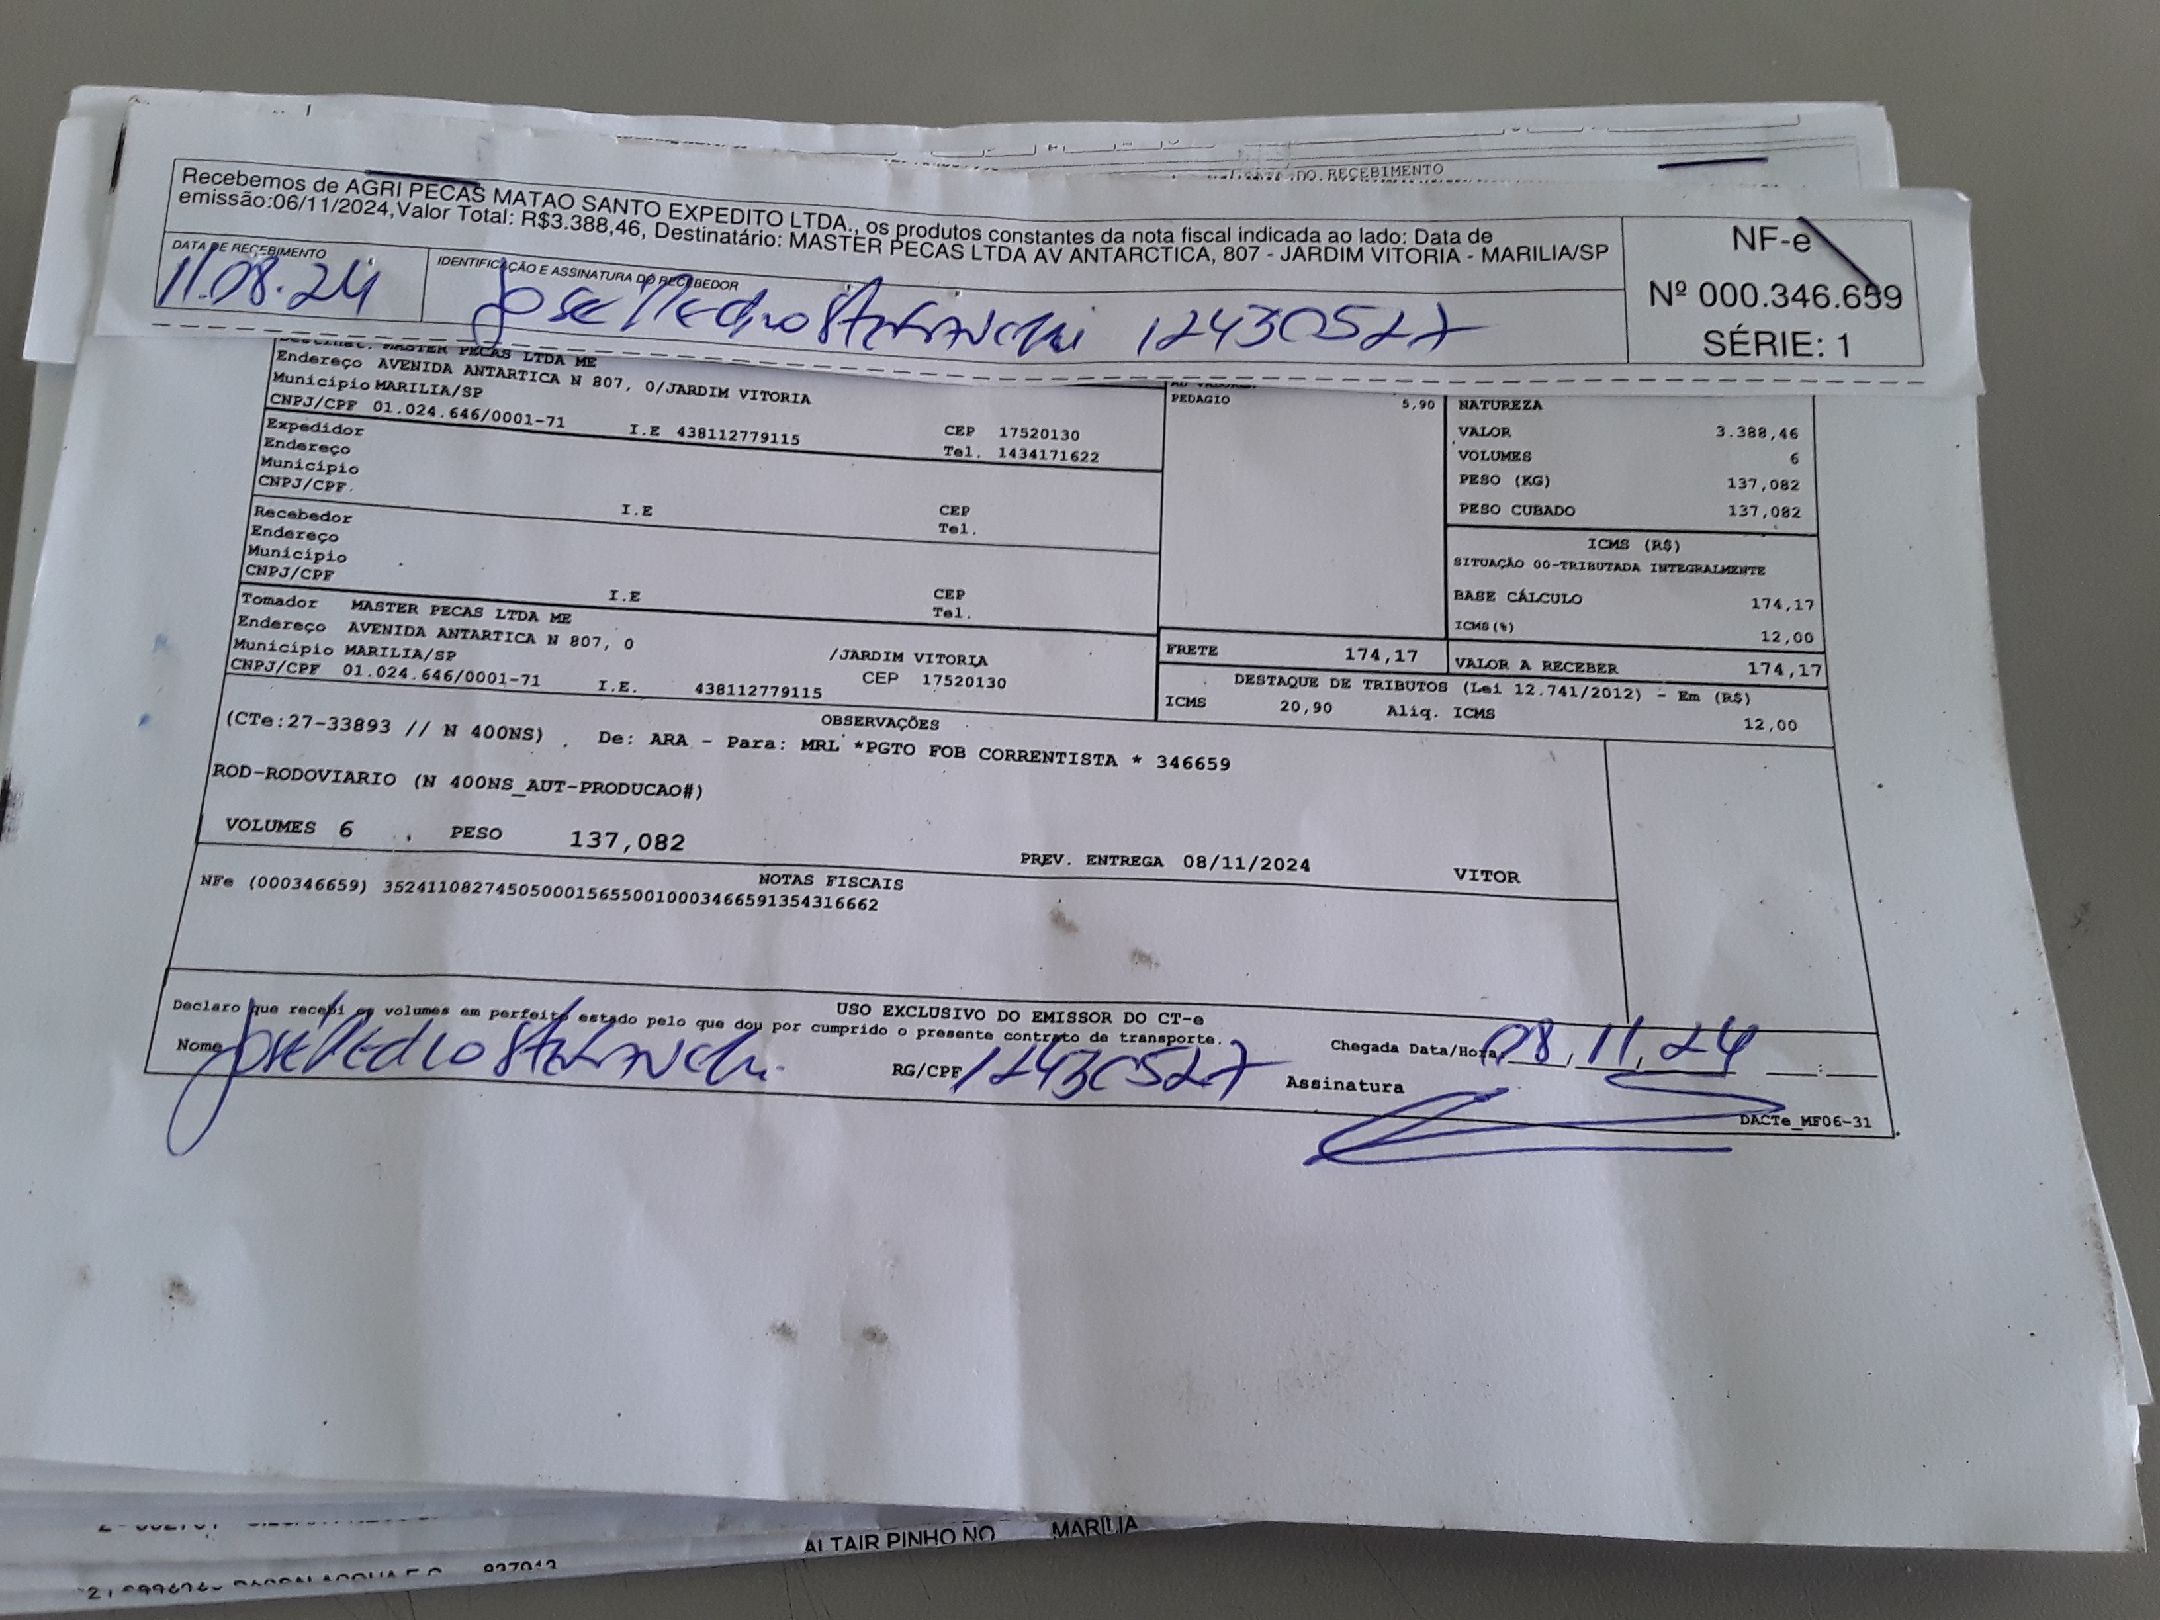 DO RECEBIMENTO
Recebemos de AGRI PECAS MATAO SANTO EXPEDITO LTDA., os produtos constantes da nota fiscal indicada ao lado: Data de
emissão:06/11/2024,Valor Total: R$3.388,46, Destinatário: MASTER PECAS LTDA AV ANTARCTICA, 807 - JARDIM VITORIA - MARILIA/SP
DATA DE RECEBIMENTO
11.08.24
IDENTIFICAÇÃO E ASSINATURA DO RECEBEDOR
José Pedro 12430527
NF-e
Nº 000.346.659
SÉRIE: 1
MASTER PECAS LTDA ME
Endereço AVENIDA ANTARTICA N 807, 0/JARDIM VITORIA
Município MARILIA/SP
CNPJ/CPF 01.024.646/0001-71 I.E 438112779115
CEP 17520130
Tel. 1434171622
Expedidor
Endereço
Município
CNPJ/CPF.
I.E
CEP
Tel.
Recebedor
Endereço
Município
CNPJ/CPF
I.E
CEP
Tel.
Tomador MASTER PECAS LTDA ME
Endereço AVENIDA ANTARTICA N 807, 0 /JARDIM VITORIA
Município MARILIA/SP CEP 17520130
CNPJ/CPF 01.024.646/0001-71 I.E. 438112779115
PEDAGIO 5,90
NATUREZA
VALOR 3.388,46
VOLUMES 6
PESO (KG) 137,082
PESO CUBADO 137,082
ICMS (R$)
SITUAÇÃO 00-TRIBUTADA INTEGRALMENTE
BASE CÁLCULO 174,17
ICMS(%) 12,00
FRETE 174,17
VALOR A RECEBER 174,17
DESTAQUE DE TRIBUTOS (Lei 12.741/2012) - Em (R$)
ICMS 20,90 Aliq. ICMS 12,00
OBSERVAÇÕES
(CTe:27-33893 // N 400NS) , De: ARA - Para: MRL *PGTO FOB CORRENTISTA * 346659
ROD-RODOVIARIO (N 400NS_AUT-PRODUCAO#)
VOLUMES 6 , PESO 137,082
PREV. ENTREGA 08/11/2024 VITOR
NOTAS FISCAIS
NFe (000346659) 35241108274505000156550010003466591354316662
USO EXCLUSIVO DO EMISSOR DO CT-e
Declaro que recebi os volumes em perfeito estado pelo que dou por cumprido o presente contrato de transporte.
Nome José Pedro RG/CPF 12430527
Chegada Data/Hora 08,11,24 __:__
Assinatura
DACTe_MF06-31
ALTAIR PINHO NO MARILIA